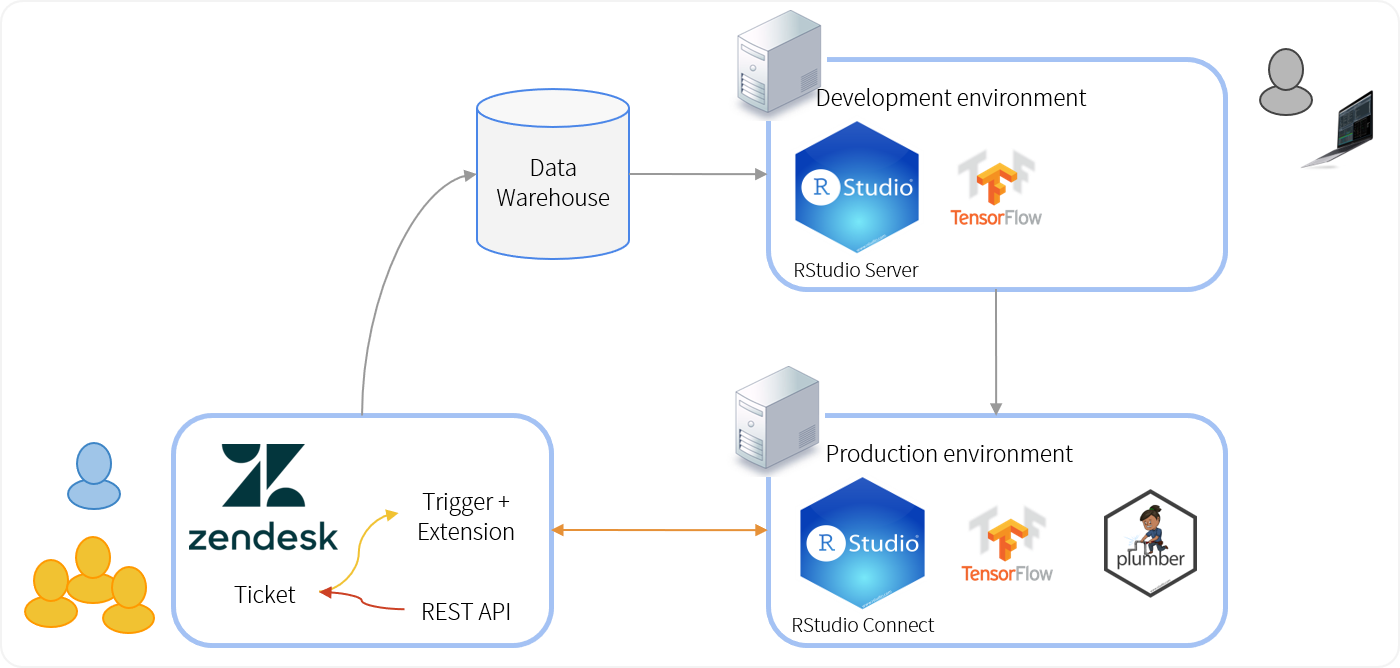 Development environment
Data
Warehouse
R Studio®
TensorFlow
RStudio Server
Production environment
zendesk
Trigger +
Extension
Ticket
REST API
R Studio®
TensorFlow
plumber
RStudio Connect